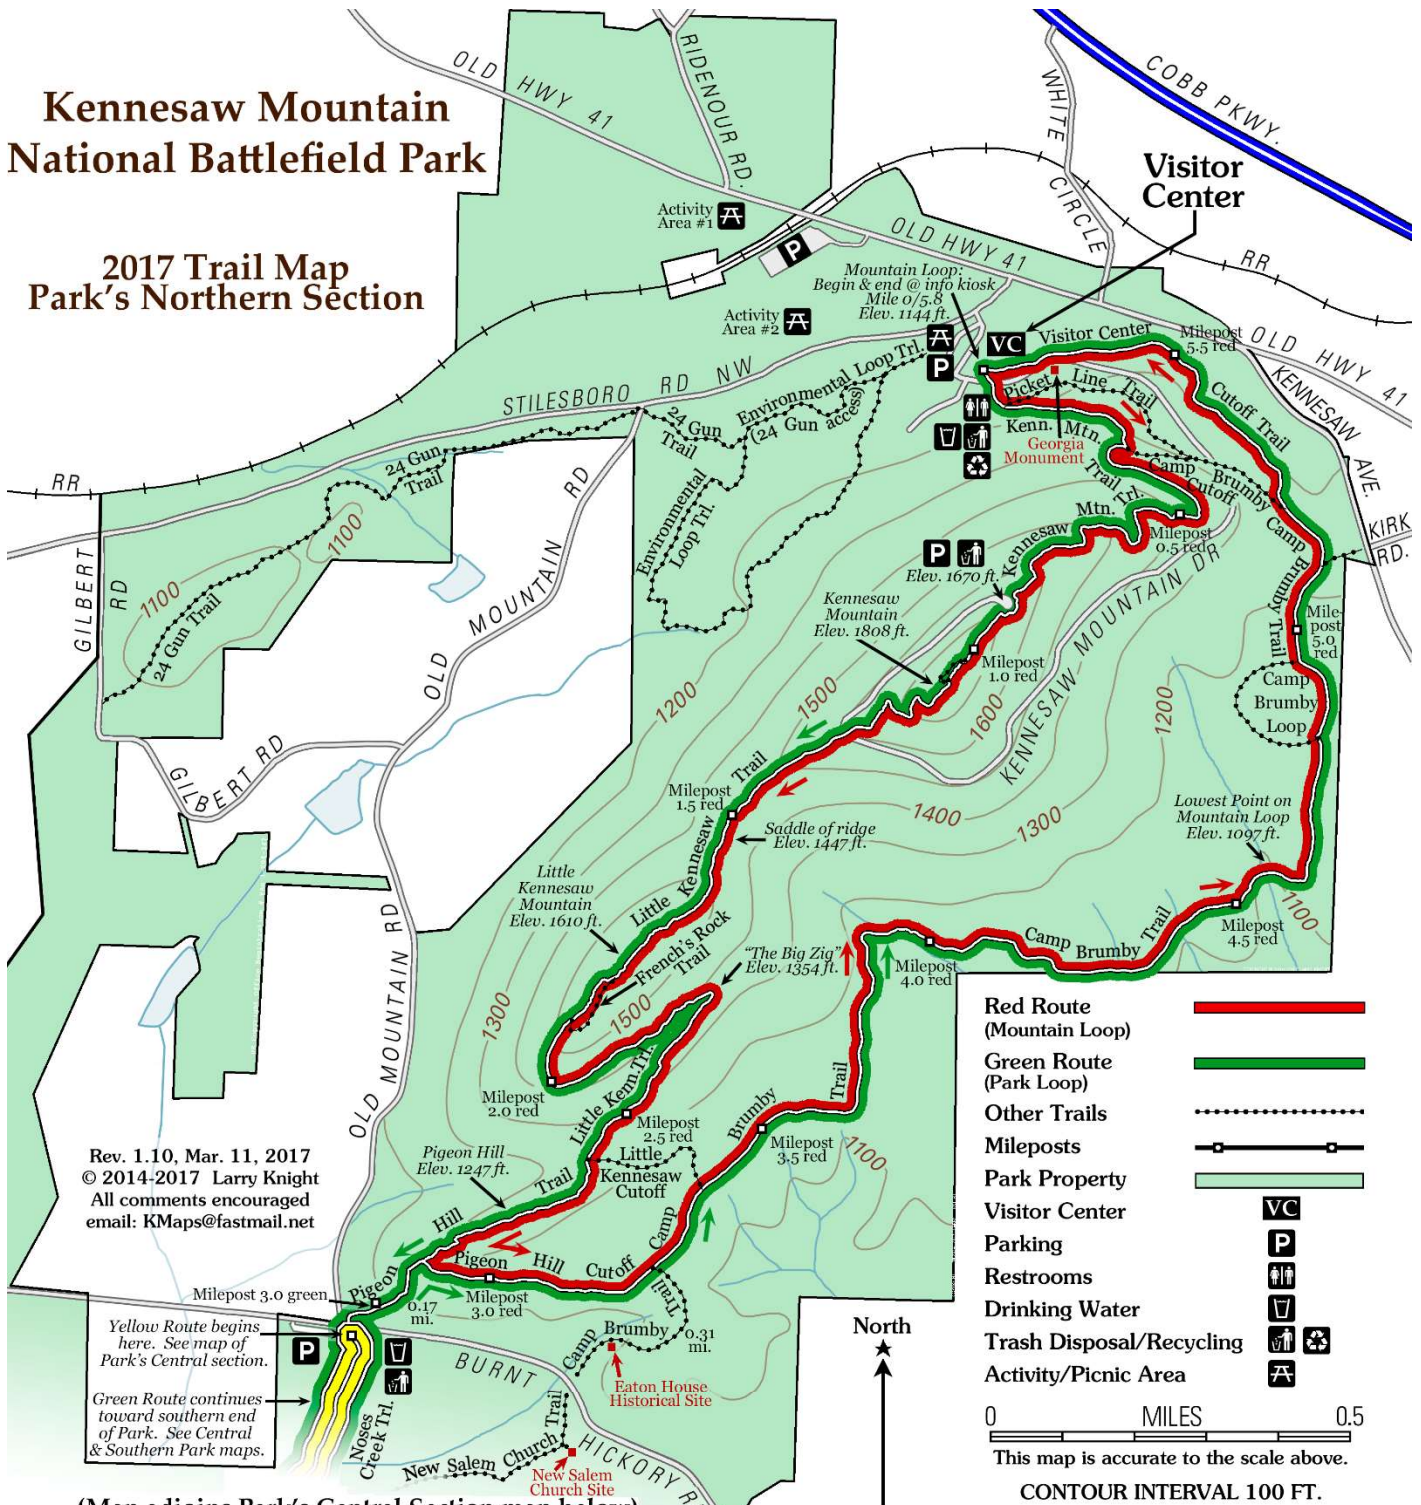 Kennesaw Mountain
National Battlefield Park
2017 Trail Map
Park's Northern Section
OLD HWY 41
RIDENOUR RD.
WHITE CIRCLE
COBB PKWY.
Visitor
Center
Activity
Area #1
P
OLD HWY 41
RR
Mountain Loop:
Begin & end @ info kiosk
Mile 0/5.8
Elev. 1144 ft.
Activity
Area #2
VC
Visitor Center
Cutoff Trail
Milepost
5.5 red
OLD HWY 41
KENNESAW AVE.
P
STILESBORO RD NW
Environmental Loop Trl.
(24 Gun access)
Picket Line Trail
Kenn. Mtn.
Trail
Georgia
Monument
24 Gun
Trail
24 Gun
Trail
RR
Camp Brumby
Cutoff
Camp Brumby Trail
KIRK
RD.
Environmental
Loop Trl.
Environmental
Loop Trl.
Kennesaw Mtn. Trl.
Milepost
0.5 red
P
Elev. 1670 ft.
1100
1100
GILBERT RD
24 Gun Trail
OLD MOUNTAIN RD
Kennesaw
Mountain
Elev. 1808 ft.
Milepost
1.0 red
KENNESAW MOUNTAIN DR
Mile-
post
5.0
red
Camp
Brumby
Loop
1200
1500
1600
1200
GILBERT RD
Milepost
1.5 red
Little Kennesaw Trail
Saddle of ridge
Elev. 1447 ft.
1400
1300
Lowest Point on
Mountain Loop
Elev. 1097 ft.
Little
Kennesaw
Mountain
Elev. 1610 ft.
French's Rock
Trail
"The Big Zig"
Elev. 1354 ft.
1100
Milepost
4.5 red
Camp Brumby Trail
Milepost
4.0 red
OLD MOUNTAIN RD
1300
1500
Milepost
2.0 red
Little Kenn. Trl.
Milepost
2.5 red
Brumby Trail
Milepost
3.5 red
1100
Red Route
(Mountain Loop)
Green Route
(Park Loop)
Other Trails
Mileposts
Park Property
Visitor Center VC
Parking P
Restrooms
Drinking Water
Trash Disposal/Recycling
Activity/Picnic Area
Rev. 1.10, Mar. 11, 2017
© 2014-2017 Larry Knight
All comments encouraged
email: KMaps@fastmail.net
Pigeon Hill
Elev. 1247 ft.
Little
Kennesaw
Cutoff
Pigeon Hill Trail
Pigeon Hill Cutoff
Camp
Milepost 3.0 green
0.17
mi.
Milepost
3.0 red
Yellow Route begins
here. See map of
Park's Central section.
P
Camp Brumby Trail
0.31
mi.
Eaton House
Historical Site
North
Green Route continues
toward southern end
of Park. See Central
& Southern Park maps.
Noses
Creek Trl.
BURNT HICKORY RD
New Salem Church Trail
New Salem
Church Site
0 MILES 0.5
This map is accurate to the scale above.
CONTOUR INTERVAL 100 FT.
(Map adjoins Park's Central Section map below)